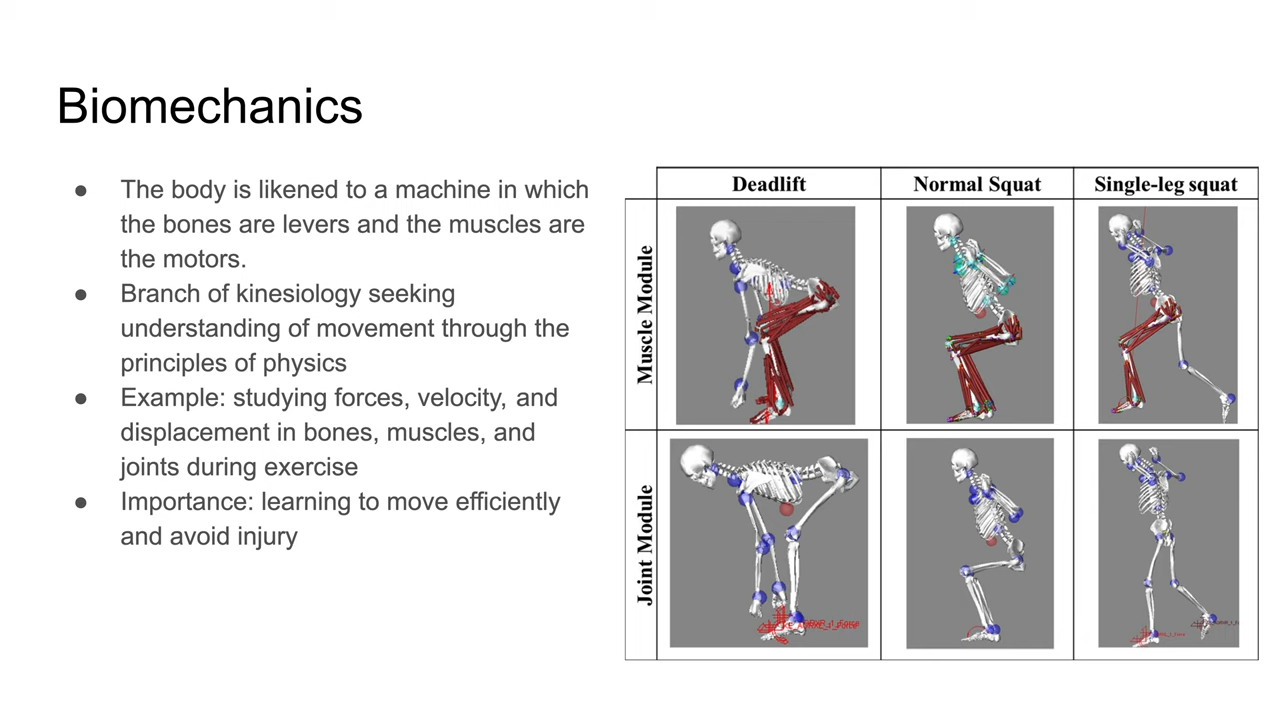 Biomechanics
● The body is likened to a machine in which
the bones are levers and the muscles are
the motors.
● Branch of kinesiology seeking
understanding of movement through the
principles of physics
● Example: studying forces, velocity, and
displacement in bones, muscles, and
joints during exercise
● Importance: learning to move efficiently
and avoid injury
Deadlift
Normal Squat
Single-leg squat
Muscle Module
Joint Module